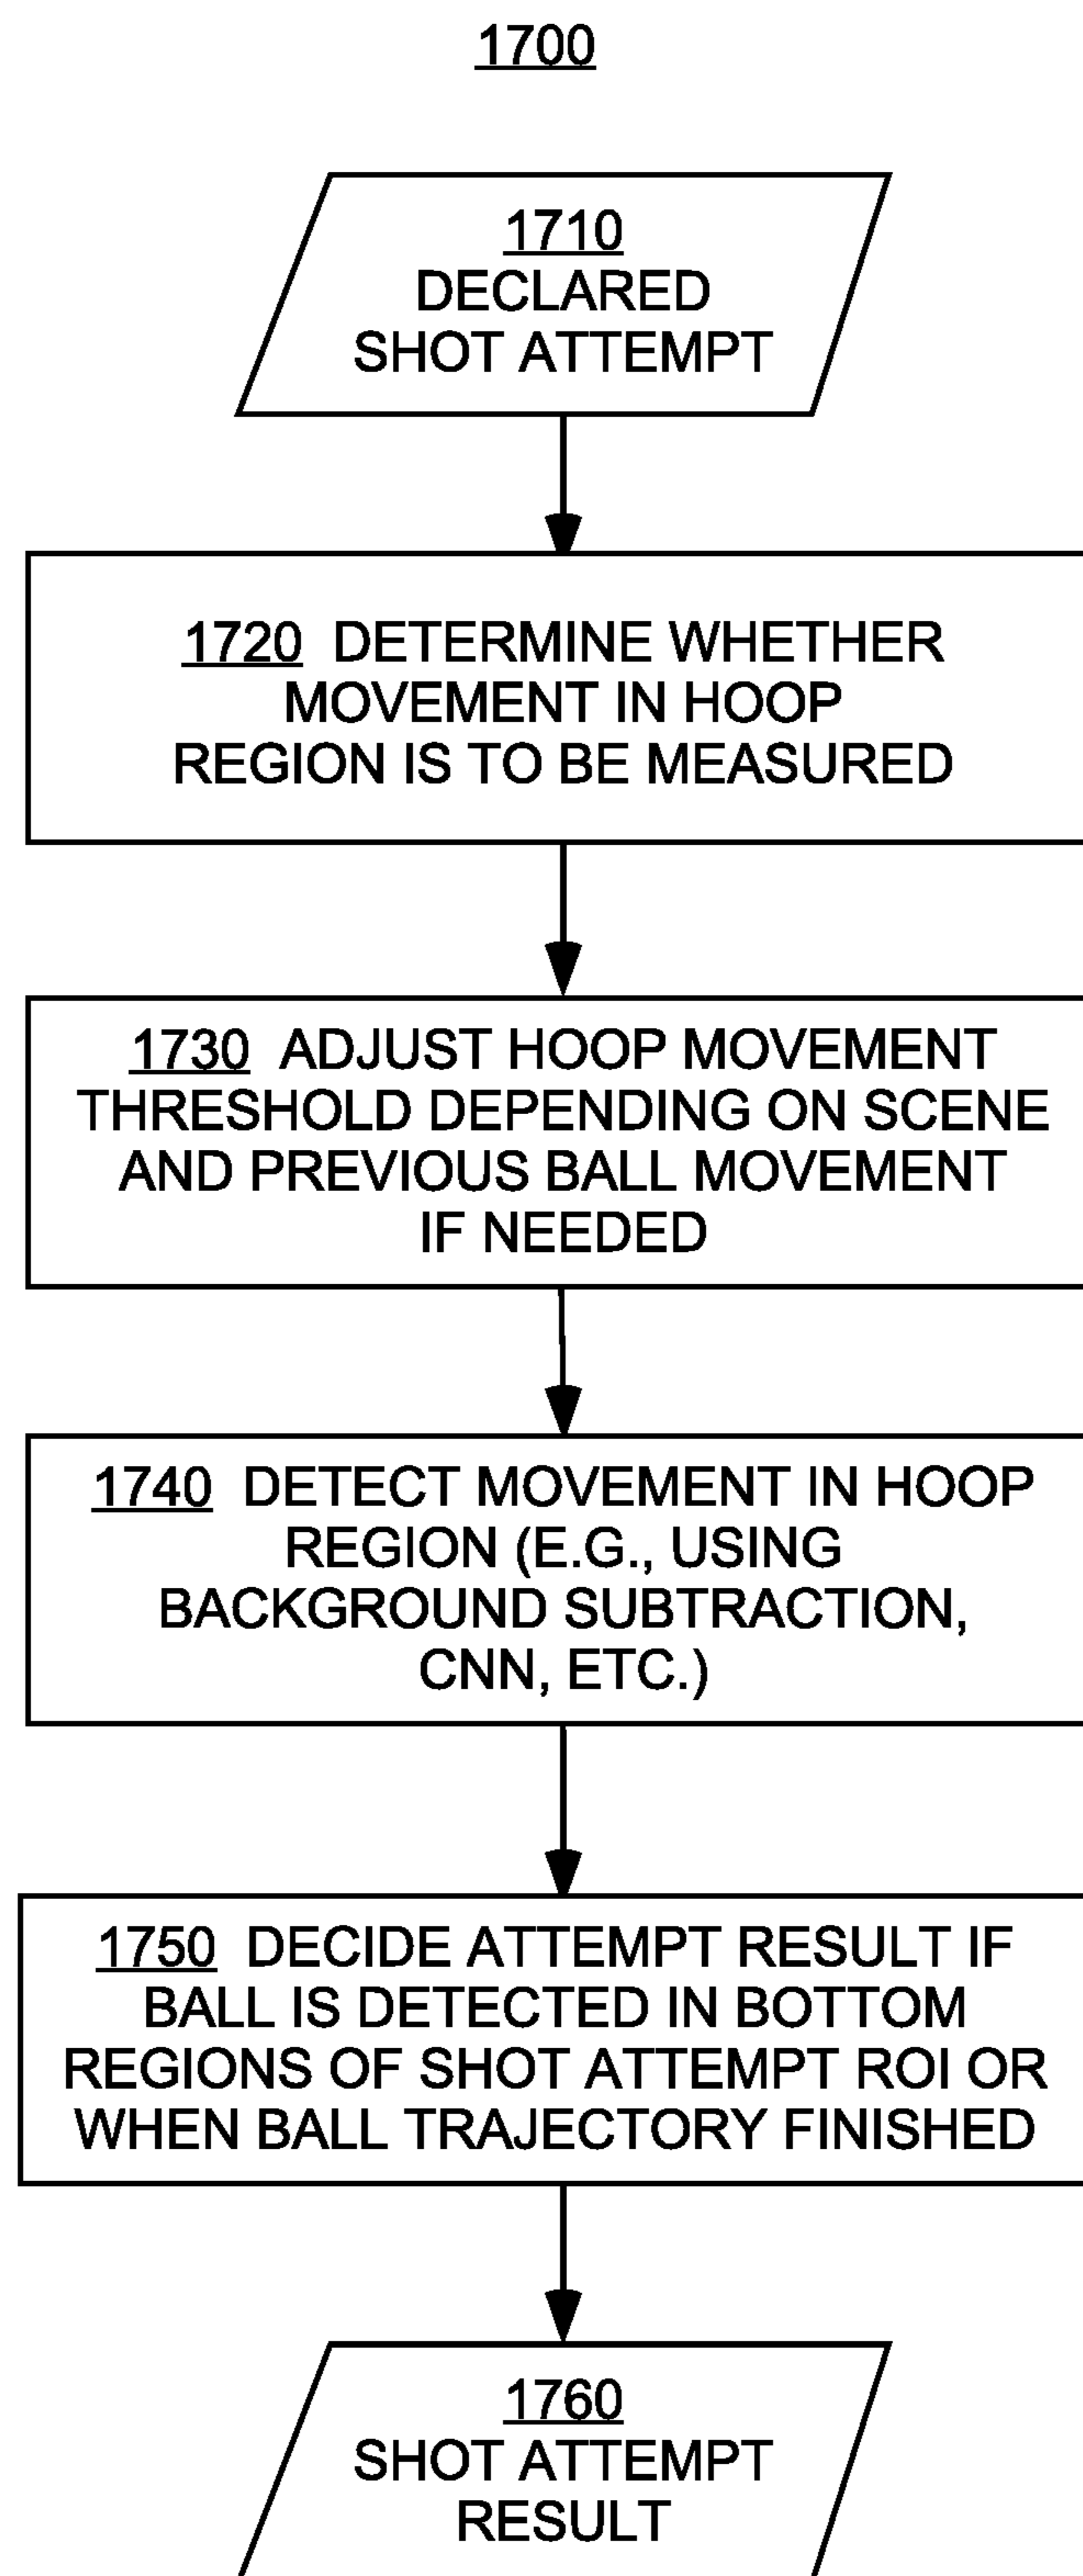 1700
1710
DECLARED
SHOT ATTEMPT
1720 DETERMINE WHETHER
MOVEMENT IN HOOP
REGION IS TO BE MEASURED
1730 ADJUST HOOP MOVEMENT
THRESHOLD DEPENDING ON SCENE
AND PREVIOUS BALL MOVEMENT
IF NEEDED
1740 DETECT MOVEMENT IN HOOP
REGION (E.G., USING
BACKGROUND SUBTRACTION,
CNN, ETC.)
1750 DECIDE ATTEMPT RESULT IF
BALL IS DETECTED IN BOTTOM
REGIONS OF SHOT ATTEMPT ROI OR
WHEN BALL TRAJECTORY FINISHED
1760
SHOT ATTEMPT
RESULT